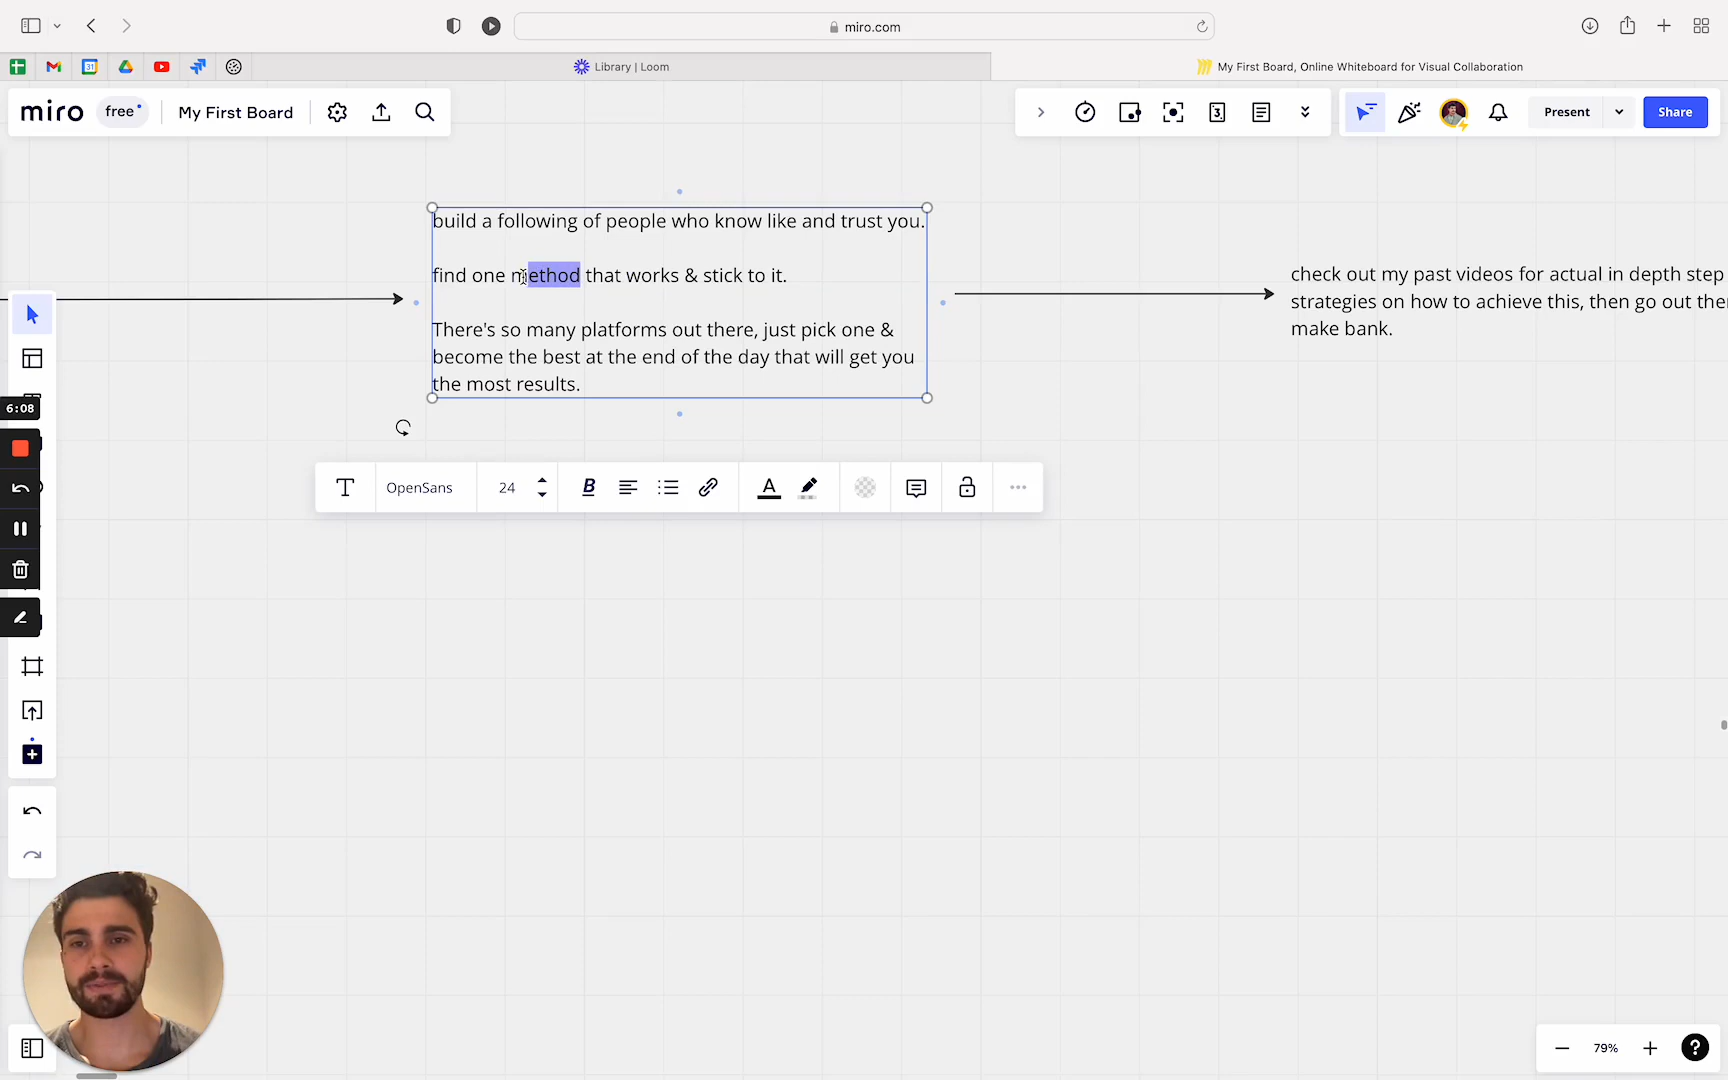 miro.com
31
Library | Loom
My First Board, Online Whiteboard for Visual Collaboration
miro
free
My First Board
3
Present
Share
build a following of people who know like and trust you.
find one method that works & stick to it.
There's so many platforms out there, just pick one &
become the best at the end of the day that will get you
the most results.
check out my past videos for actual in depth step
strategies on how to achieve this, then go out
make bank.
6:08
T
OpenSans
24
B
A
79%
?